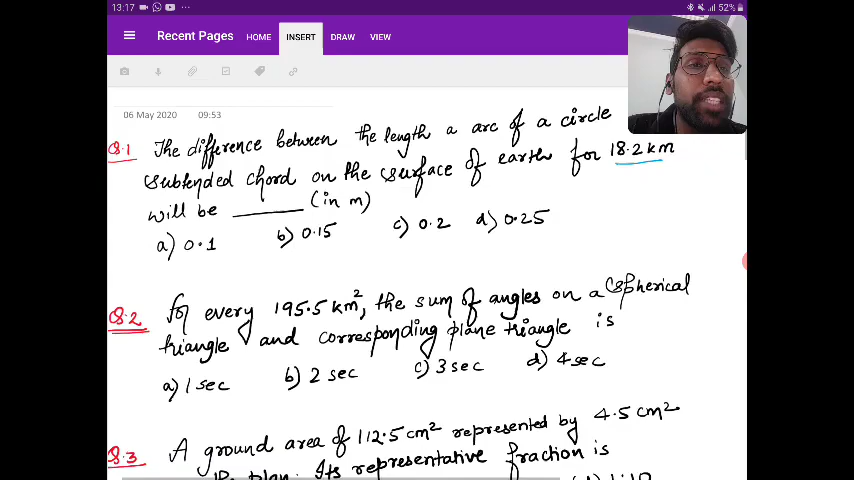 13:17
52%
Recent Pages HOME INSERT DRAW VIEW
06 May 2020 09:53
Q.1 The difference between the length a arc of a circle
subtended chord on the surface of earth for 18.2 km
will be ______ (in m)
a) 0.1 b) 0.15 c) 0.2 d) 0.25
Q.2 for every 195.5 km², the sum of angles on a spherical
triangle and corresponding plane triangle is
a) 1 sec b) 2 sec c) 3 sec d) 4 sec
Q.3 A ground area of 112.5 cm² represented by 4.5 cm²
plan. Its representative fraction is